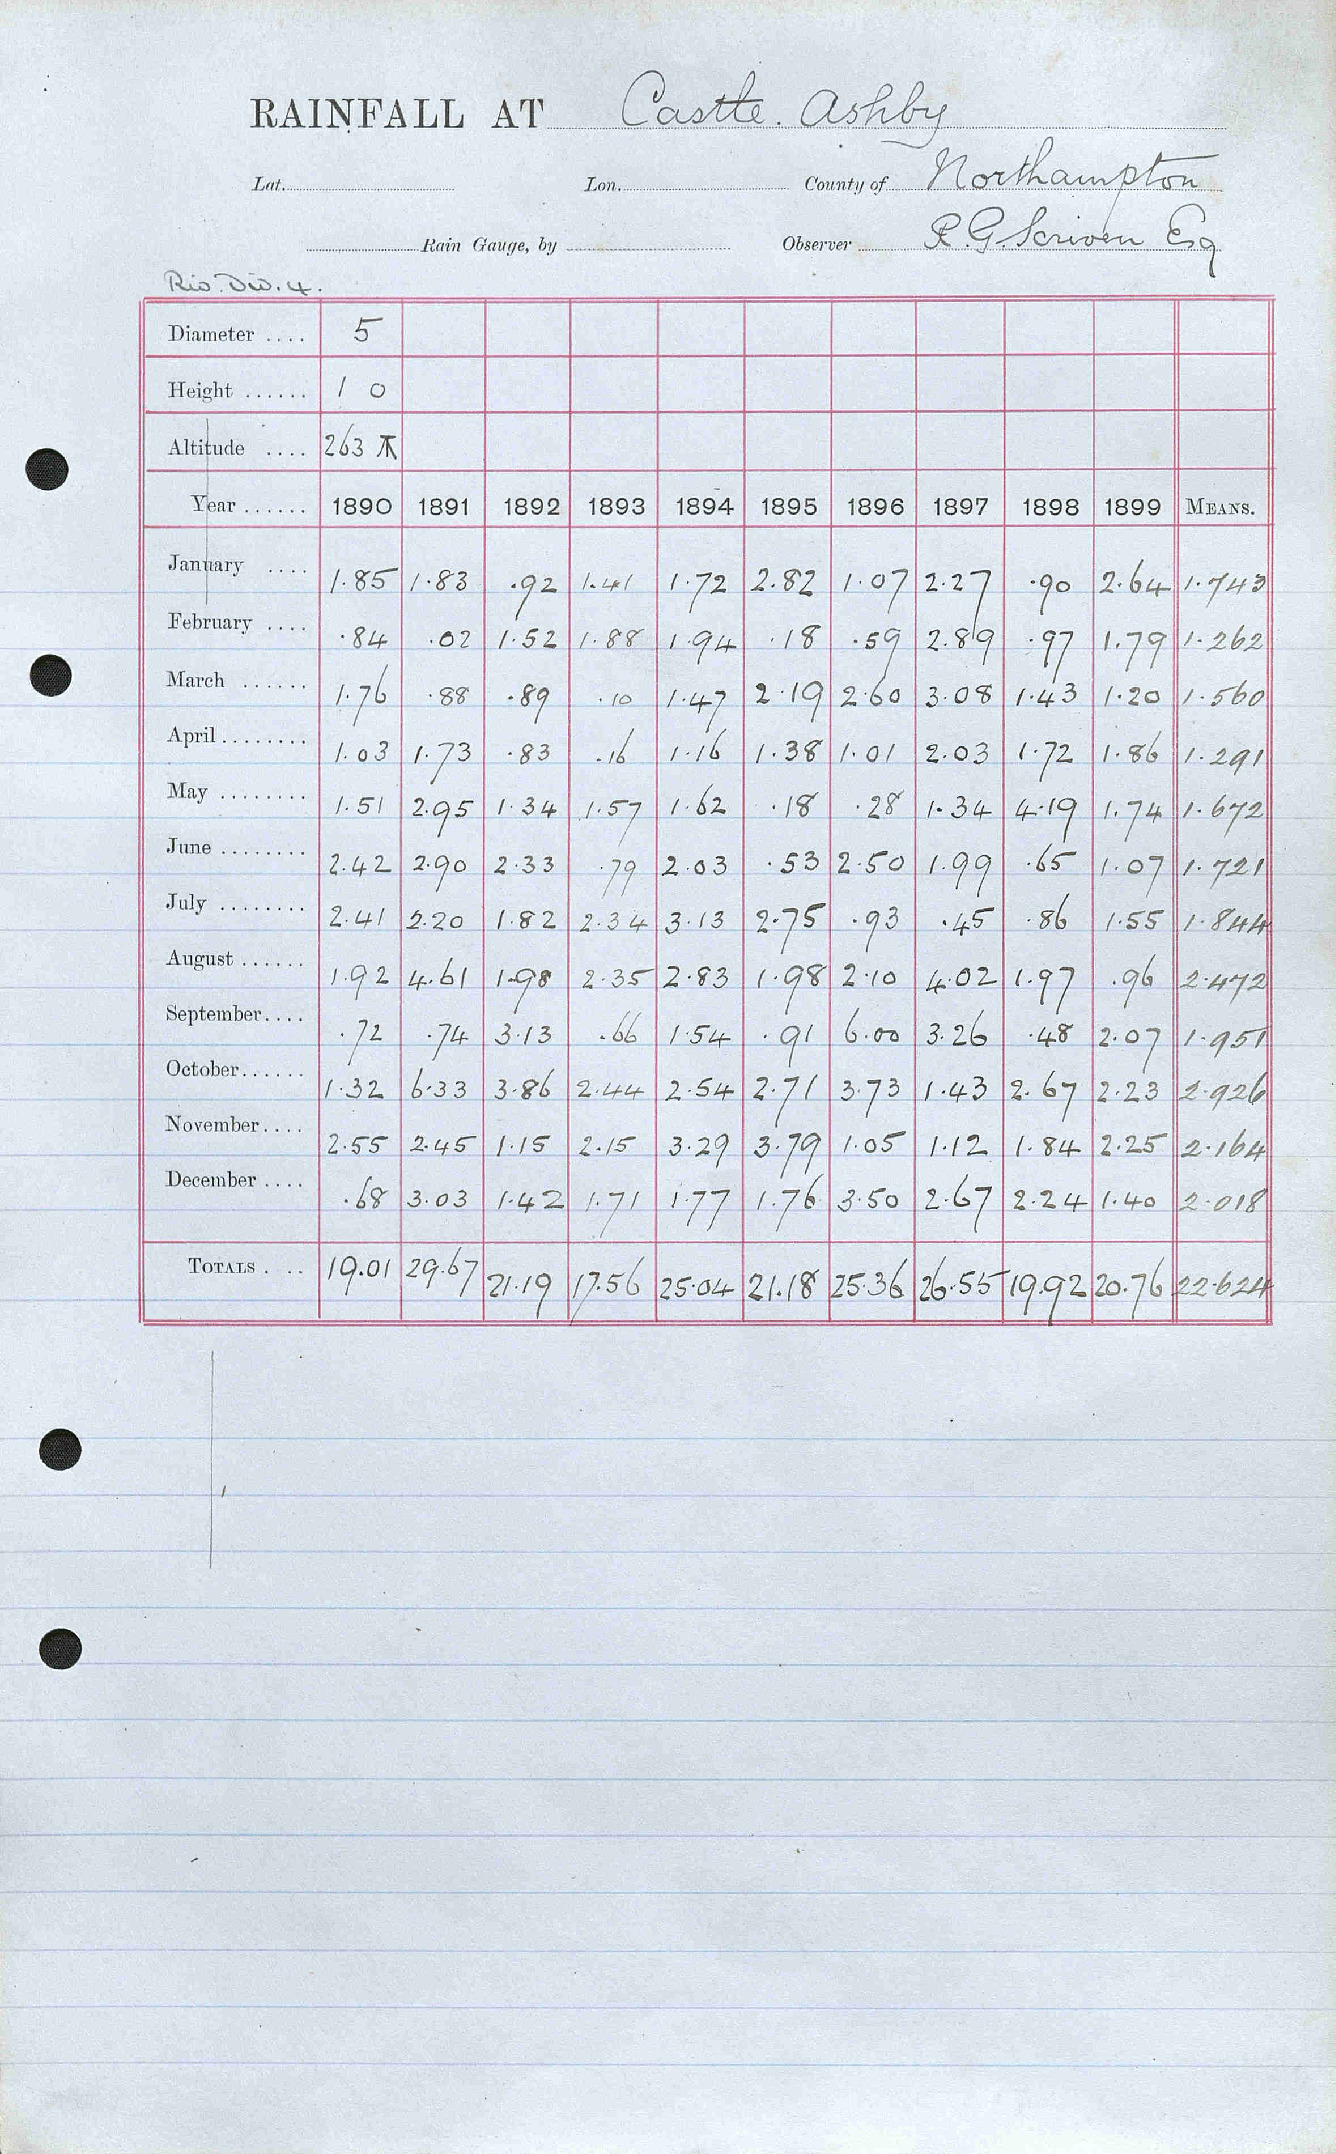 RAINFALL AT Castle. Ashby
Lat. Lon. County of Northampton
Rain Gauge, by Observer R. G. Scriven Esq
Riv. Div. 4.
Diameter .... 5
Height ...... 1 0
Altitude .... 263
Year ...... 1890 1891 1892 1893 1894 1895 1896 1897 1898 1899 MEANS.
January .... 1.85 1.83 .92 1.41 1.72 2.82 1.07 2.27 .90 2.64 1.743
February .... .84 .02 1.52 1.88 1.94 .18 .59 2.89 .97 1.79 1.262
March ...... 1.76 .88 .89 .10 1.47 2.19 2.60 3.08 1.43 1.20 1.560
April ........ 1.03 1.73 .83 .16 1.16 1.38 1.01 2.03 1.72 1.86 1.291
May ........ 1.51 2.95 1.34 1.57 1.62 .18 .28 1.34 4.19 1.74 1.672
June ........ 2.42 2.90 2.33 .79 2.03 .53 2.50 1.99 .65 1.07 1.721
July ........ 2.41 2.20 1.82 2.34 3.13 2.75 .93 .45 .86 1.55 1.844
August ...... 1.92 4.61 1.98 2.35 2.83 1.98 2.10 4.02 1.97 .96 2.472
September.... .72 .74 3.13 .66 1.54 .91 6.00 3.26 .48 2.07 1.951
October...... 1.32 6.33 3.86 2.44 2.54 2.71 3.73 1.43 2.67 2.23 2.926
November.... 2.55 2.45 1.15 2.15 3.29 3.79 1.05 1.12 1.84 2.25 2.164
December .... .68 3.03 1.42 1.71 1.77 1.76 3.50 2.67 2.24 1.40 2.018
TOTALS . .. 19.01 29.67 21.19 17.56 25.04 21.18 25.36 26.55 19.92 20.76 22.624